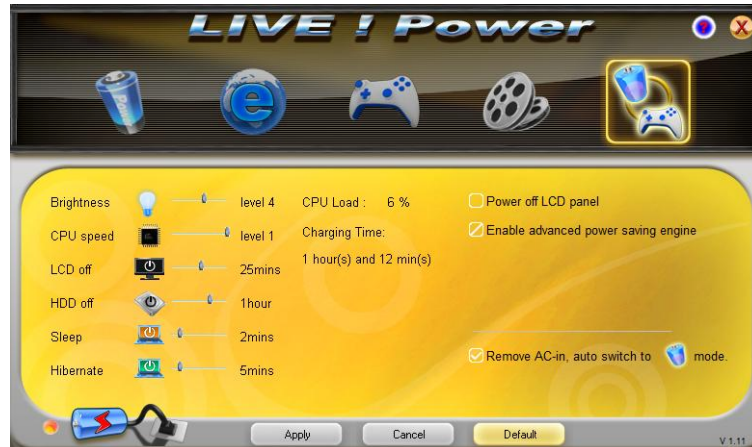 LIVE ! Power
Power
e
Brightness level 4 CPU Load : 6 % Power off LCD panel
CPU speed level 1 Charging Time: Enable advanced power saving engine
LCD off 25mins 1 hour(s) and 12 min(s)
HDD off 1hour
Sleep 2mins
Hibernate 5mins Remove AC-in, auto switch to mode.
Apply Cancel Default
V 1.11